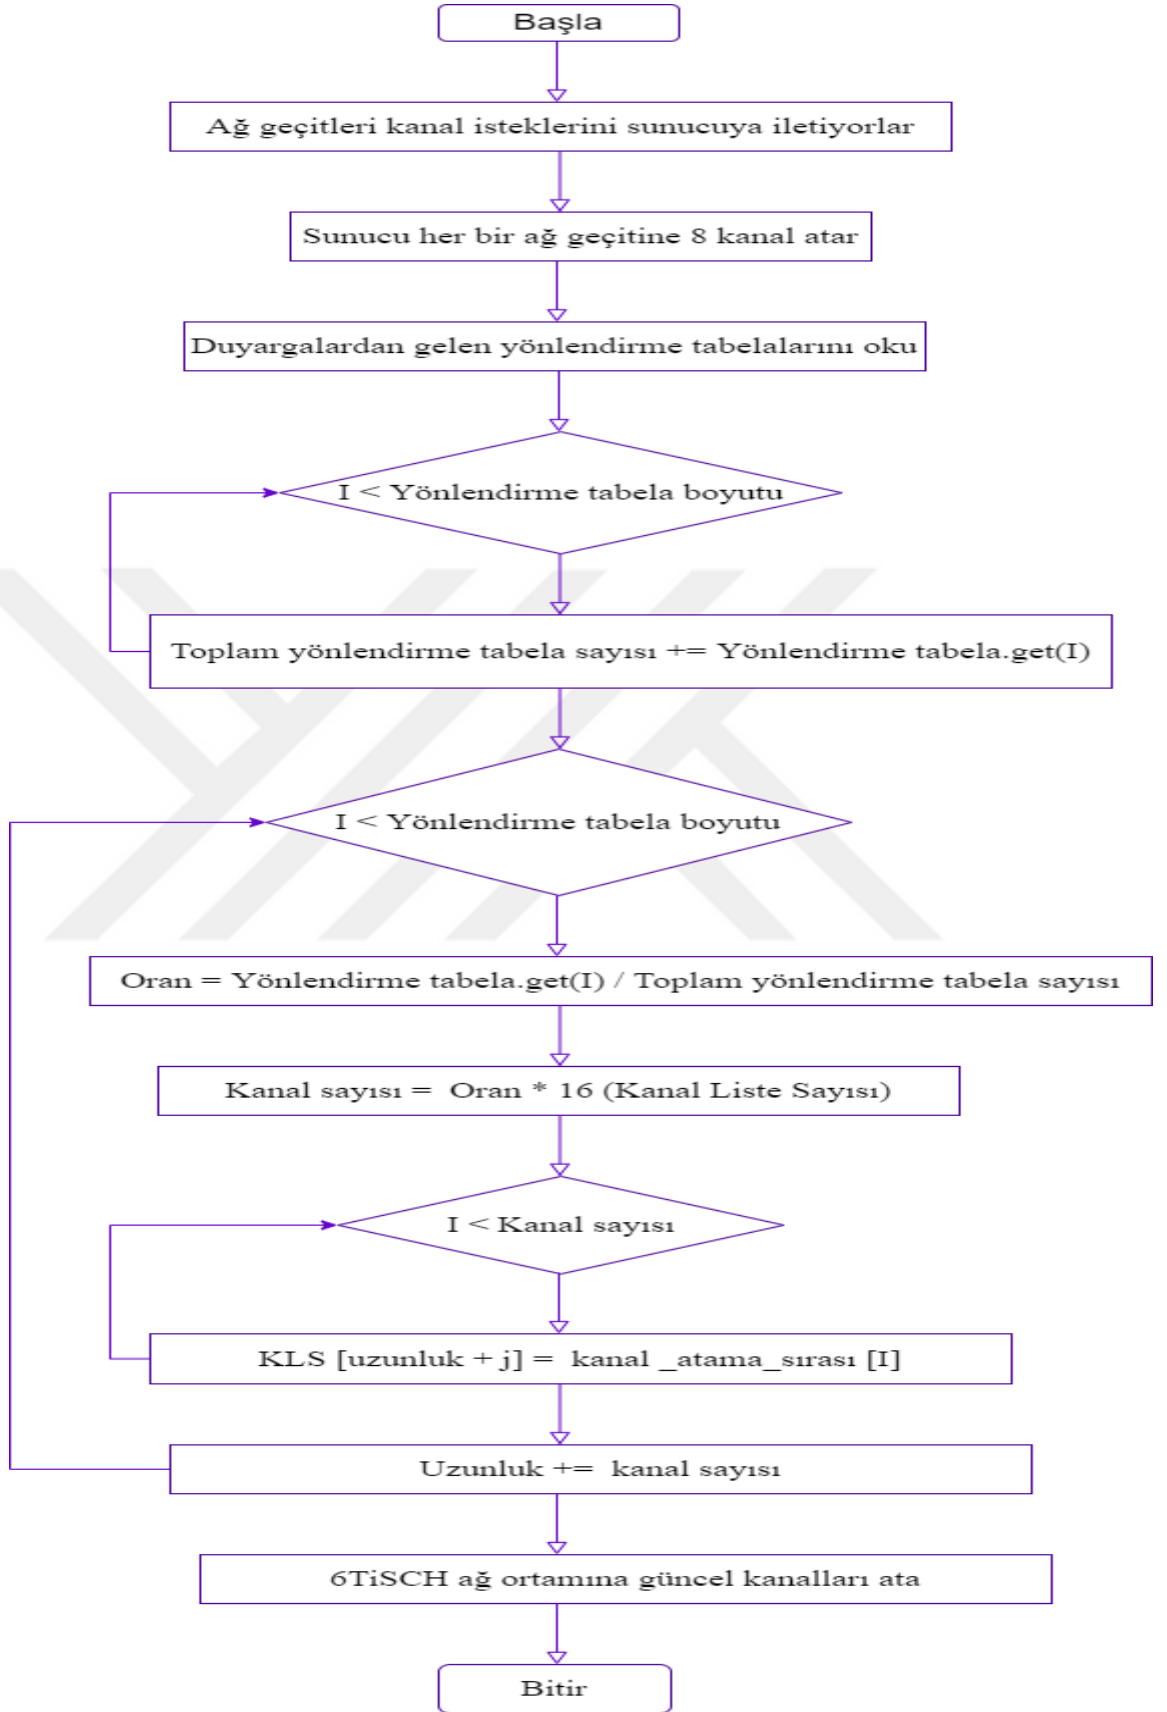 Başla
Ağ geçitleri kanal isteklerini sunucuya iletiyorlar
Sunucu her bir ağ geçitine 8 kanal atar
Duyargalardan gelen yönlendirme tabelalarını oku
I < Yönlendirme tabela boyutu
Toplam yönlendirme tabela sayısı += Yönlendirme tabela.get(I)
I < Yönlendirme tabela boyutu
Oran = Yönlendirme tabela.get(I) / Toplam yönlendirme tabela sayısı
Kanal sayısı = Oran * 16 (Kanal Liste Sayısı)
I < Kanal sayısı
KLS [uzunluk + j] = kanal _atama_sırası [I]
Uzunluk += kanal sayısı
6TiSCH ağ ortamına güncel kanalları ata
Bitir